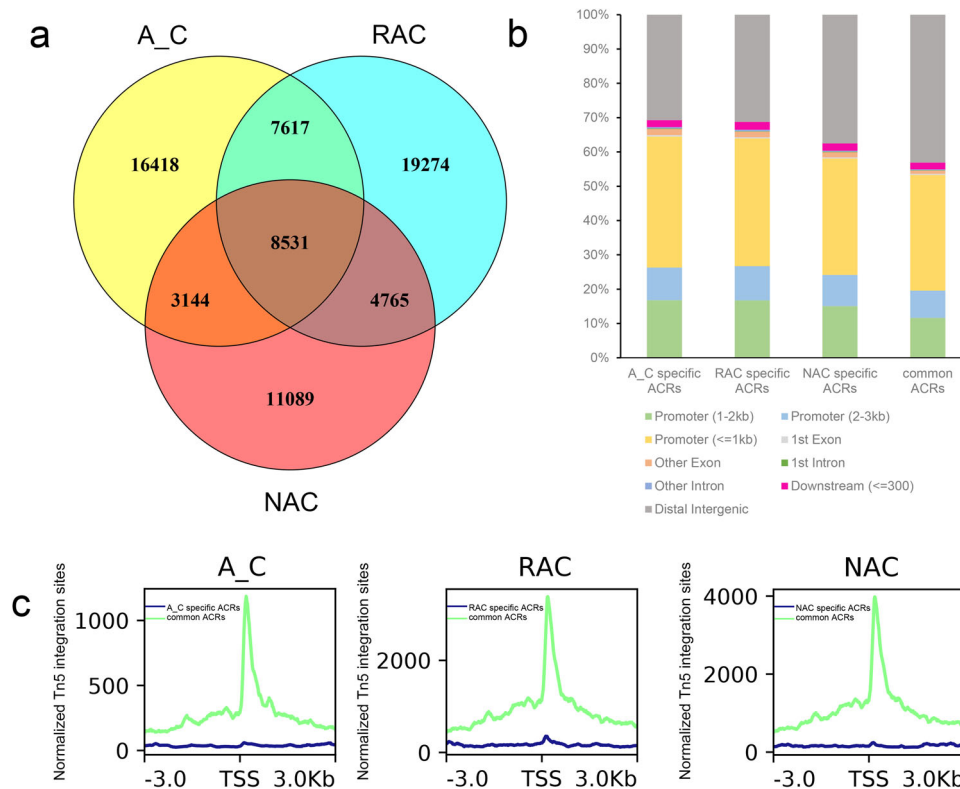 a
A_C
RAC
7617
16418
19274
8531
3144
4765
11089
NAC
b
100%
90%
80%
70%
60%
50%
40%
30%
20%
10%
0%
A_C specific ACRs
RAC specific ACRs
NAC specific ACRs
common ACRs
Promoter (1-2kb)
Promoter (2-3kb)
Promoter (<=1kb)
1st Exon
Other Exon
1st Intron
Other Intron
Downstream (<=300)
Distal Intergenic
c
A_C
Normalized Tn5 integration sites
1000
500
0
A_C specific ACRs
common ACRs
-3.0 TSS 3.0Kb
RAC
Normalized Tn5 integration sites
2000
0
RAC specific ACRs
common ACRs
-3.0 TSS 3.0Kb
NAC
Normalized Tn5 integration sites
4000
2000
0
NAC specific ACRs
common ACRs
-3.0 TSS 3.0Kb